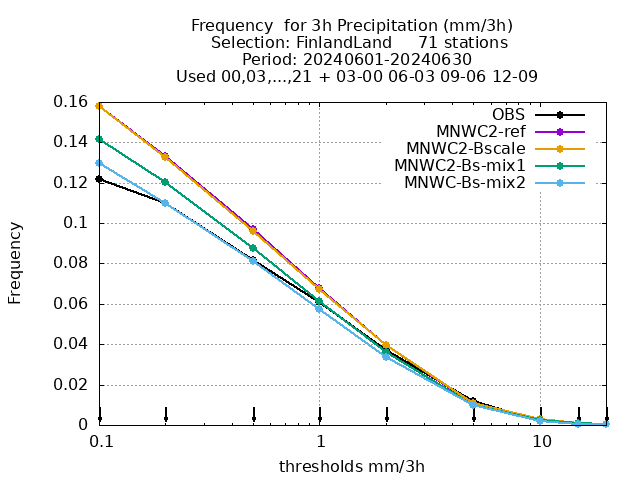 Frequency  for 3h Precipitation (mm/3h)
Selection: FinlandLand     71 stations
Period: 20240601-20240630
Used 00,03,...,21 + 03-00 06-03 09-06 12-09
OBS
MNWC2-ref
MNWC2-Bscale
MNWC2-Bs-mix1
MNWC-Bs-mix2
0.16
0.14
0.12
0.1
0.08
0.06
0.04
0.02
0
Frequency
0.1 1 10
thresholds mm/3h